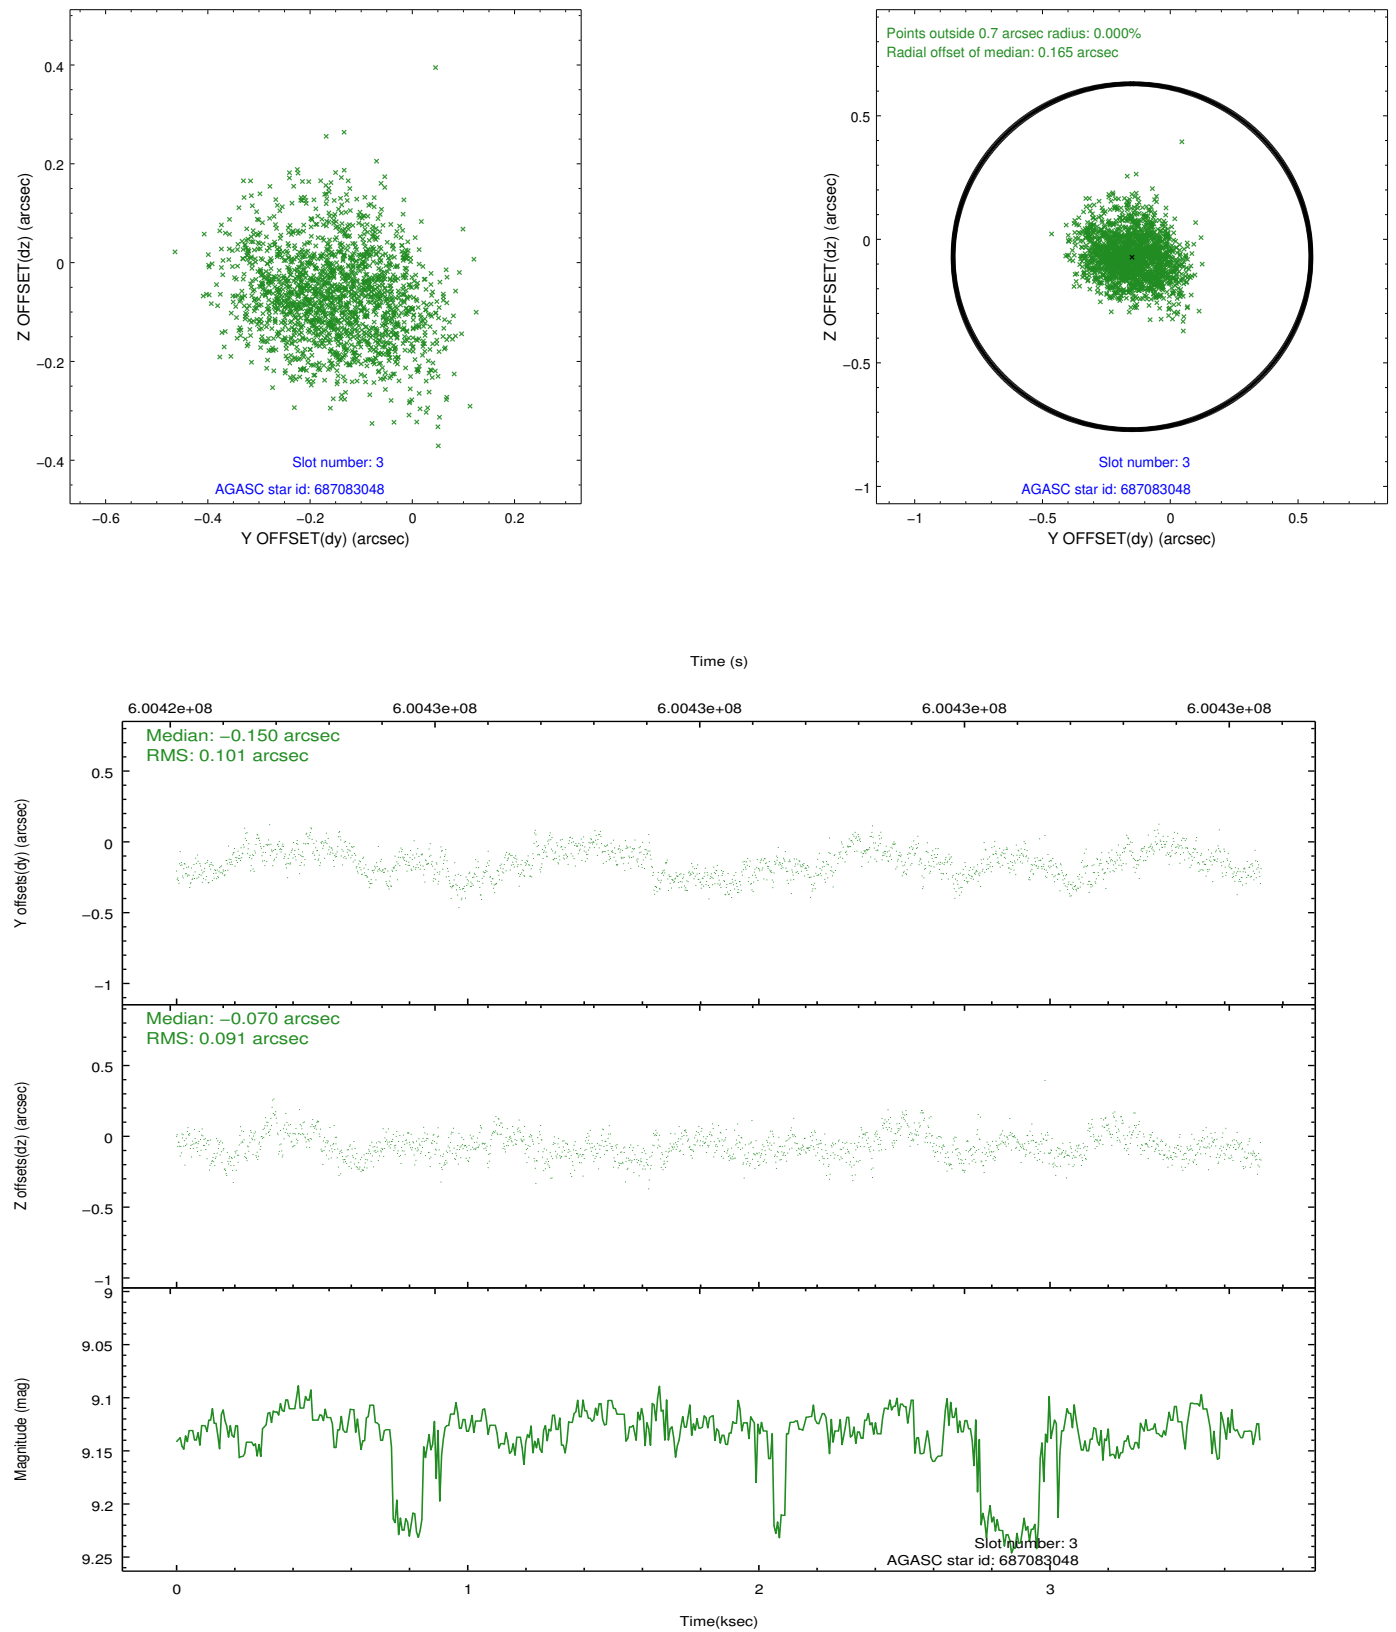 0.4
0.2
0
−0.2
−0.4
Z OFFSET(dz) (arcsec)
Slot number: 3
AGASC star id: 687083048
−0.6 −0.4 −0.2 0 0.2
Y OFFSET(dy) (arcsec)
Points outside 0.7 arcsec radius: 0.000%
Radial offset of median: 0.165 arcsec
0.5
0
−0.5
−1
Z OFFSET(dz) (arcsec)
Slot number: 3
AGASC star id: 687083048
−1 −0.5 0 0.5
Y OFFSET(dy) (arcsec)
Time (s)
6.0042e+08 6.0043e+08 6.0043e+08 6.0043e+08 6.0043e+08
Median: −0.150 arcsec
RMS: 0.101 arcsec
0.5
0
−0.5
−1
Y offsets(dy) (arcsec)
Median: −0.070 arcsec
RMS: 0.091 arcsec
0.5
0
−0.5
−1
Z offsets(dz) (arcsec)
9
9.05
9.1
9.15
9.2
9.25
Magnitude (mag)
Slot number: 3
AGASC star id: 687083048
0 1 2 3
Time(ksec)